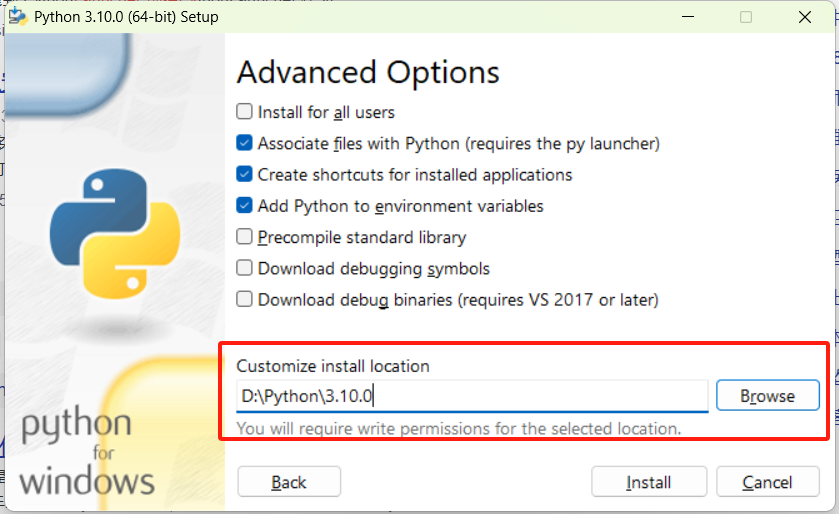 Python 3.10.0 (64-bit) Setup
Advanced Options
Install for all users
Associate files with Python (requires the py launcher)
Create shortcuts for installed applications
Add Python to environment variables
Precompile standard library
Download debugging symbols
Download debug binaries (requires VS 2017 or later)
Customize install location
D:\Python\3.10.0
Browse
You will require write permissions for the selected location.
python
for
windows
Back
Install
Cancel